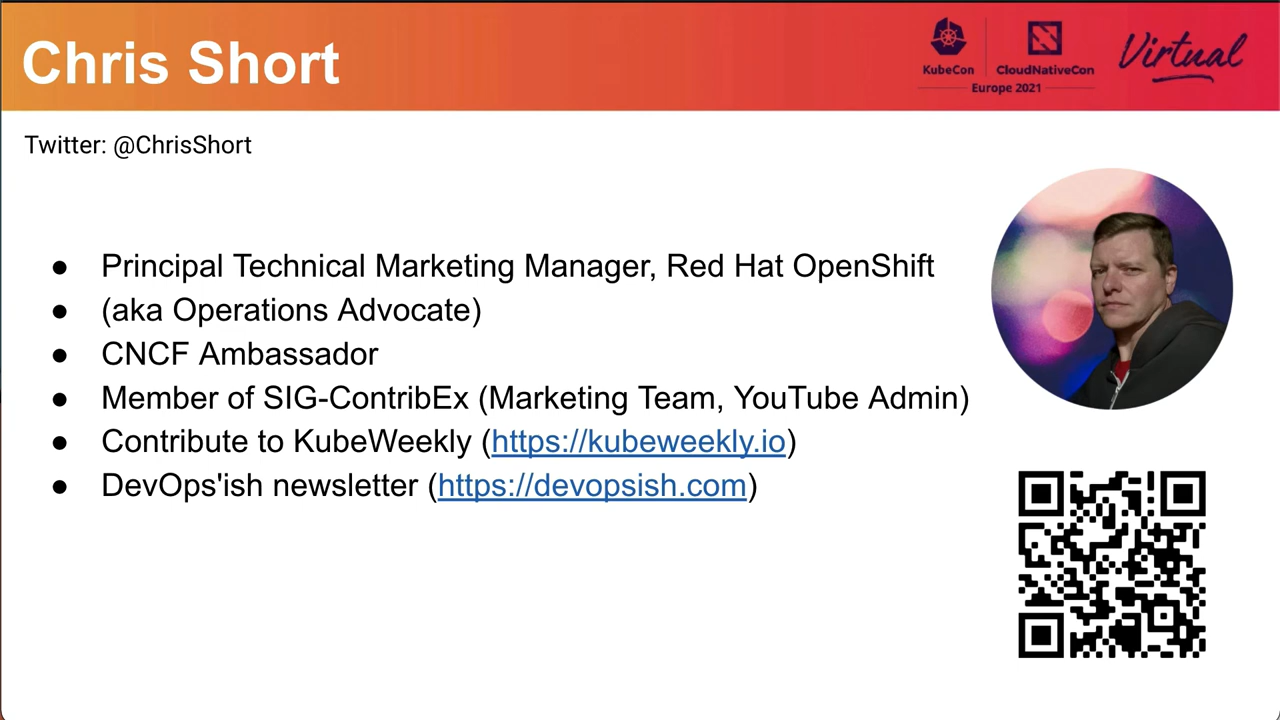 Chris Short
KubeCon
CloudNativeCon
Europe 2021
Virtual
Twitter: @ChrisShort
● Principal Technical Marketing Manager, Red Hat OpenShift
● (aka Operations Advocate)
● CNCF Ambassador
● Member of SIG-ContribEx (Marketing Team, YouTube Admin)
● Contribute to KubeWeekly (https://kubeweekly.io)
● DevOps'ish newsletter (https://devopsish.com)